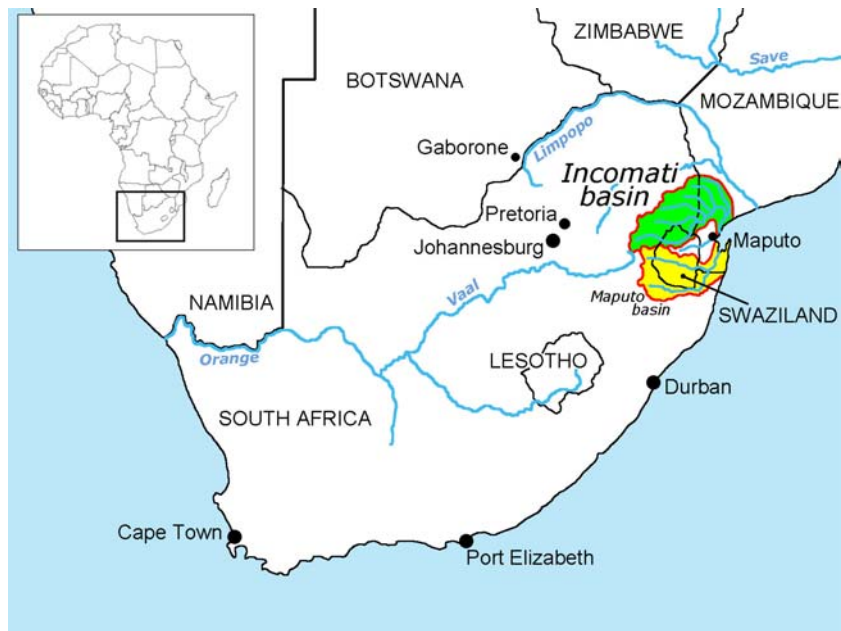 ZIMBABWE
Save
BOTSWANA
MOZAMBIQUE
Gaborone
Limpopo
Incomati
basin
Pretoria
Johannesburg
Maputo
NAMIBIA
Vaal
Maputo
basin
SWAZILAND
Orange
LESOTHO
Durban
SOUTH AFRICA
Cape Town
Port Elizabeth